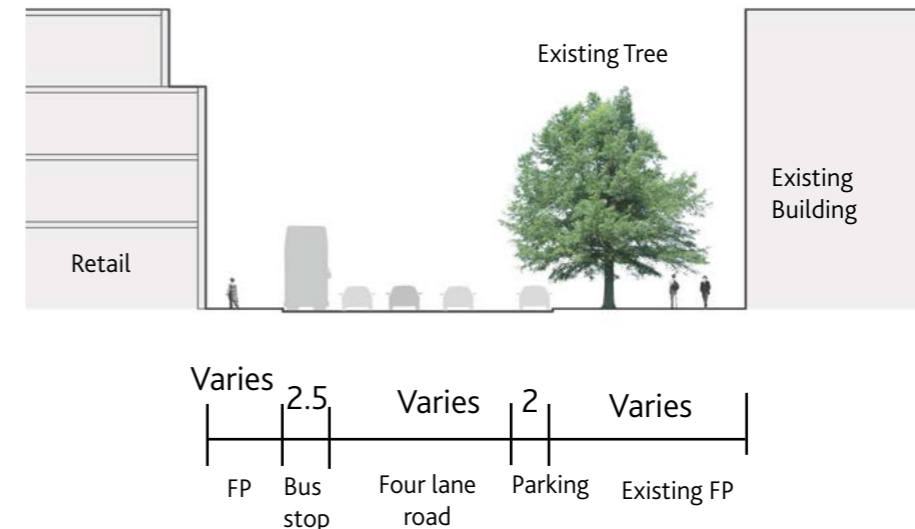 Existing Tree
Existing
Building
Retail
Varies
2.5
Varies
2
Varies
FP
Bus
stop
Four lane
road
Parking
Existing FP